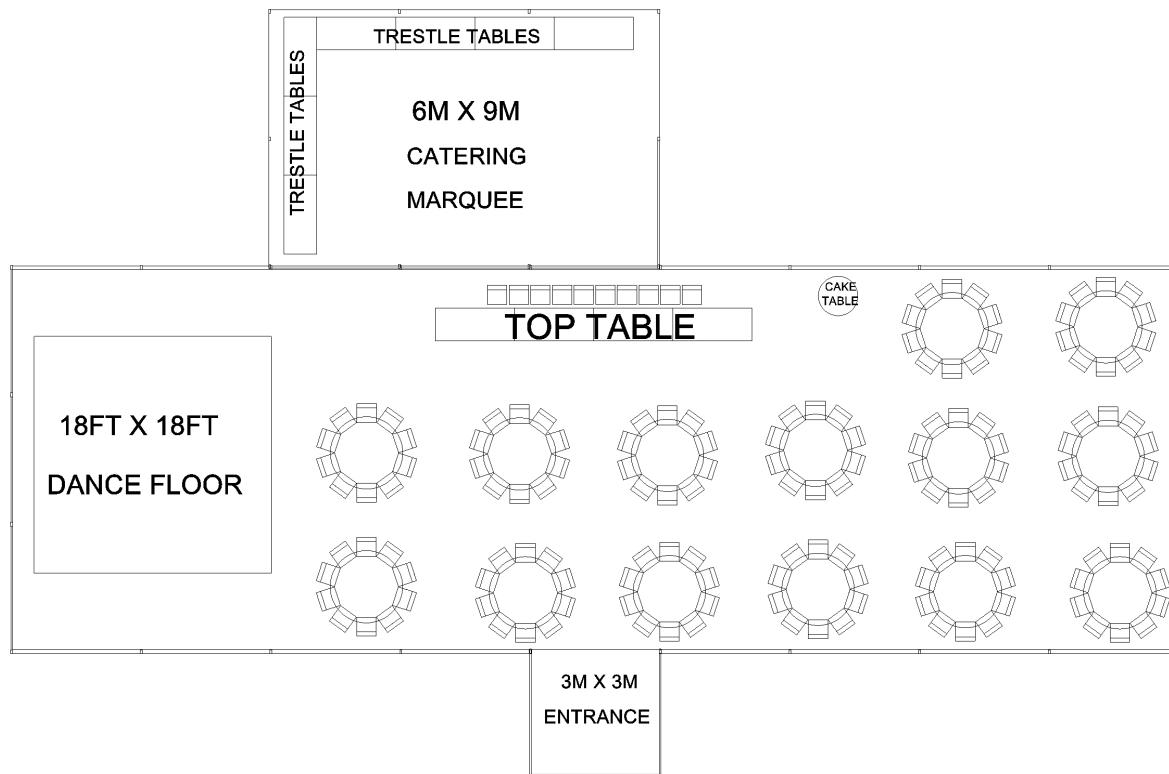 TRESTLE TABLES
TRESTLE TABLES
6M X 9M
CATERING
MARQUEE
CAKE
TABLE
TOP TABLE
18FT X 18FT
DANCE FLOOR
3M X 3M
ENTRANCE